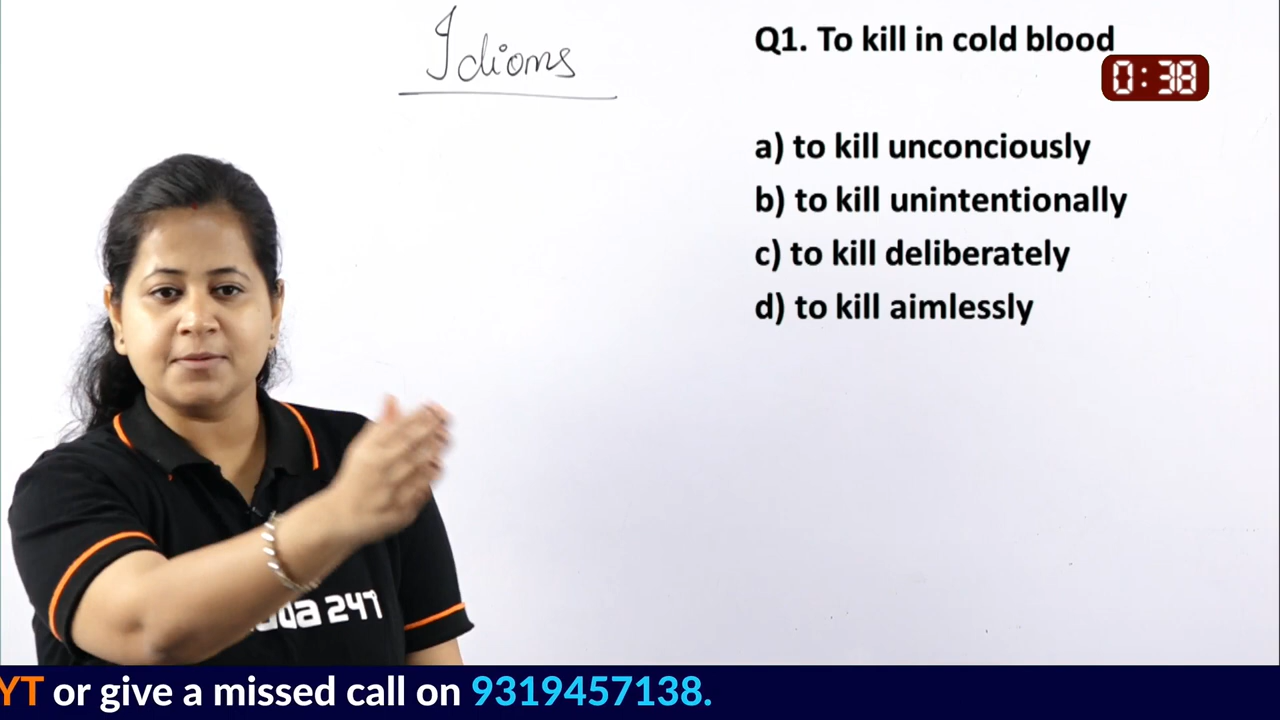 Idioms
Q1. To kill in cold blood
0:38
a) to kill unconciously
b) to kill unintentionally
c) to kill deliberately
d) to kill aimlessly
247
YT or give a missed call on 9319457138.